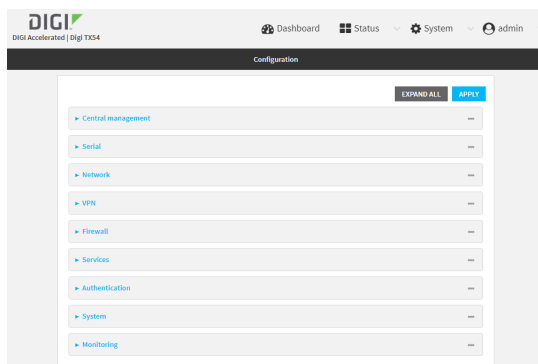 DIGI
Dashboard Status System admin
DIGI Accelerated | Digi TX54
Configuration
EXPAND ALL APPLY
Central management
Serial
Network
VPN
Firewall
Services
Authentication
System
Monitoring